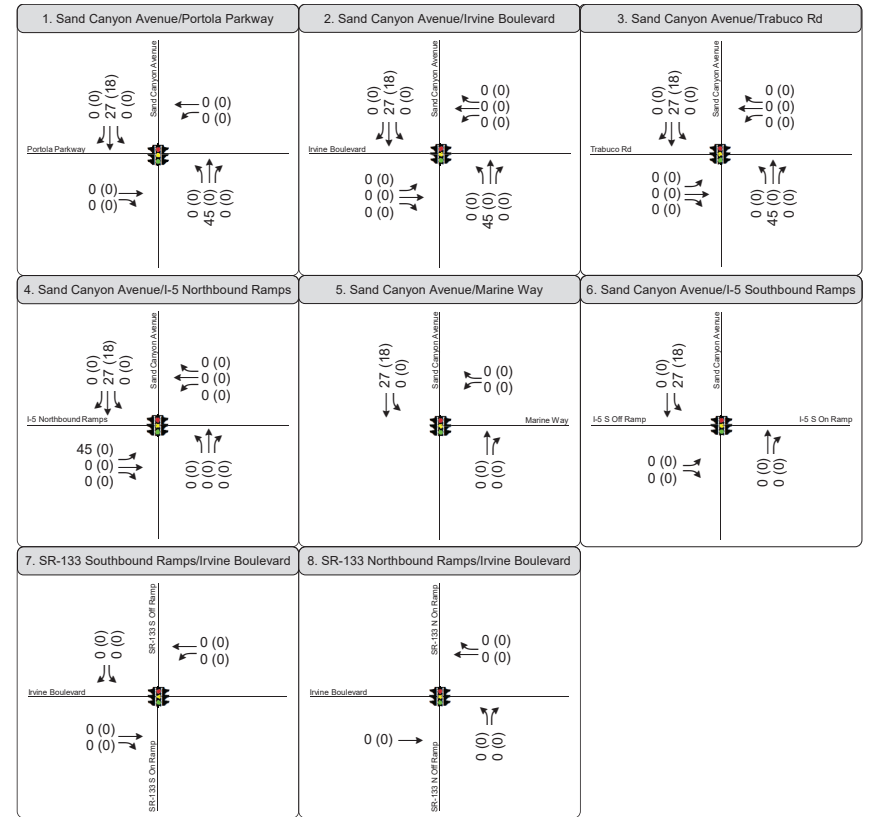 1. Sand Canyon Avenue/Portola Parkway
0 (0)
27 (18)
0 (0)
Sand Canyon Avenue
0 (0)
0 (0)
Portola Parkway
0 (0)
0 (0)
0 (0)
45 (0)
0 (0)
2. Sand Canyon Avenue/Irvine Boulevard
0 (0)
27 (18)
0 (0)
Sand Canyon Avenue
0 (0)
0 (0)
0 (0)
Irvine Boulevard
0 (0)
0 (0)
0 (0)
0 (0)
45 (0)
0 (0)
3. Sand Canyon Avenue/Trabuco Rd
0 (0)
27 (18)
0 (0)
Sand Canyon Avenue
0 (0)
0 (0)
0 (0)
Trabuco Rd
0 (0)
0 (0)
0 (0)
0 (0)
45 (0)
0 (0)
4. Sand Canyon Avenue/I-5 Northbound Ramps
0 (0)
27 (18)
0 (0)
Sand Canyon Avenue
0 (0)
0 (0)
0 (0)
I-5 Northbound Ramps
45 (0)
0 (0)
0 (0)
0 (0)
0 (0)
0 (0)
5. Sand Canyon Avenue/Marine Way
27 (18)
0 (0)
Sand Canyon Avenue
0 (0)
0 (0)
Marine Way
0 (0)
0 (0)
6. Sand Canyon Avenue/I-5 Southbound Ramps
0 (0)
27 (18)
Sand Canyon Avenue
I-5 S Off Ramp
I-5 S On Ramp
0 (0)
0 (0)
0 (0)
0 (0)
7. SR-133 Southbound Ramps/Irvine Boulevard
0 (0)
0 (0)
SR-133 S Off Ramp
0 (0)
0 (0)
Irvine Boulevard
0 (0)
0 (0)
SR-133 S On Ramp
8. SR-133 Northbound Ramps/Irvine Boulevard
SR-133 N On Ramp
0 (0)
0 (0)
Irvine Boulevard
0 (0)
SR-133 N Off Ramp
0 (0)
0 (0)